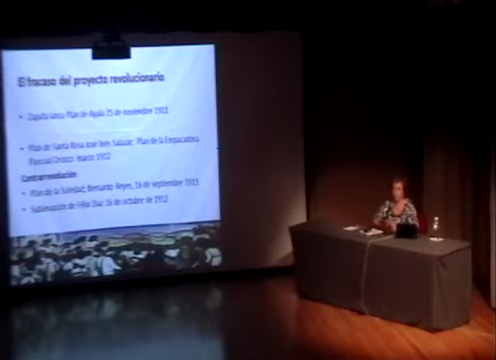 El fracaso del proyecto revolucionario
• Zapata lanza Plan de Ayala 25 de noviembre 1911
• Plan de Santa Rosa José Inés Salazar; Plan de la Empacadora
Pascual Orozco marzo 1912
Contrarrevolución
• Plan de la Soledad; Bernardo Reyes, 16 de septiembre 1911
• Sublevación de Félix Díaz 16 de octubre de 1912